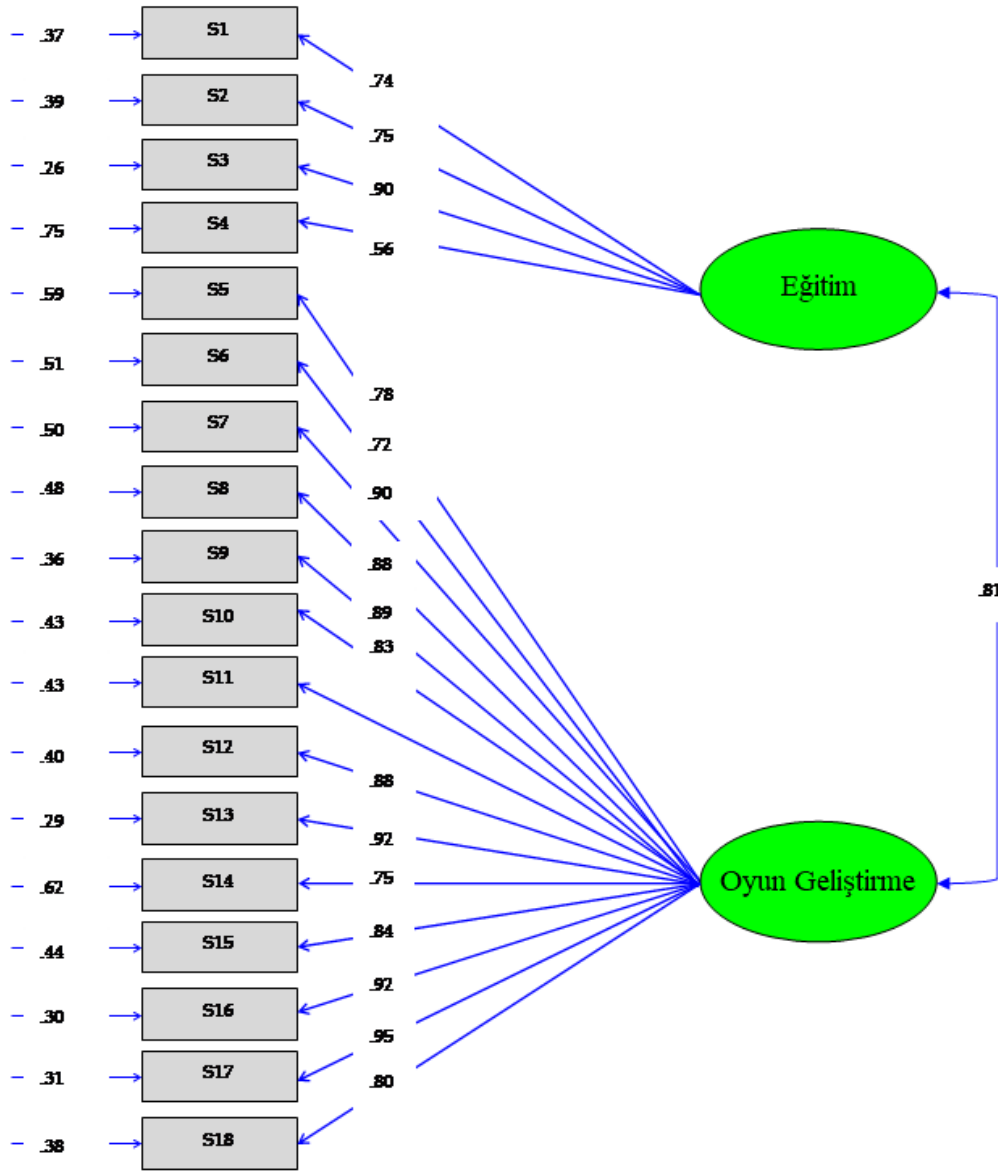 .37 S1
.74
.39 S2
.75
.26 S3
.90
.75 S4
.56
.59 S5
.51 S6
.78
.50 S7
.72
.48 S8
.90
.36 S9
.88
.43 S10
.89
.83
.43 S11
.40 S12
.88
.29 S13
.92
.62 S14
.75
.44 S15
.84
.30 S16
.92
.31 S17
.95
.80
.38 S18
Eğitim
.81
Oyun Geliştirme